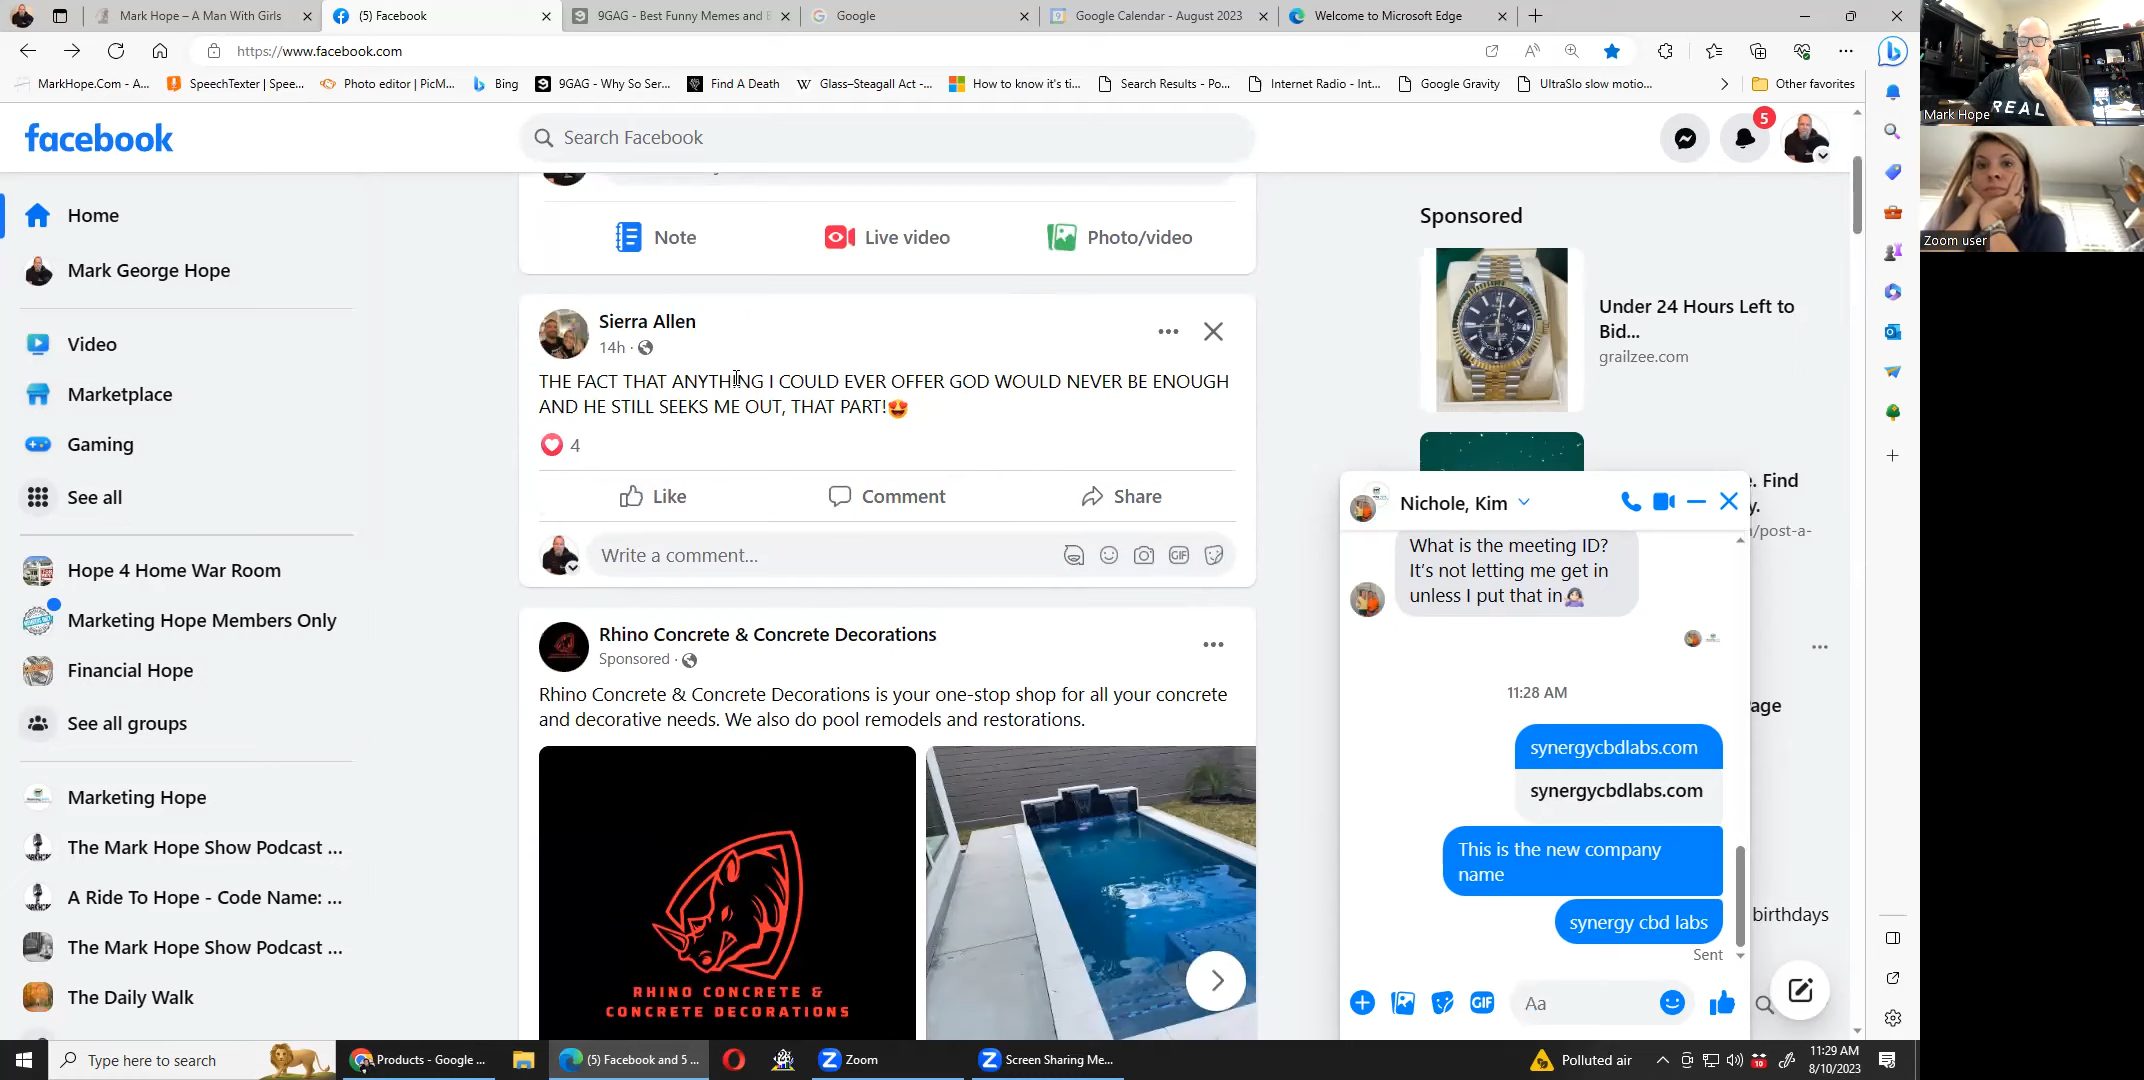 Mark Hope – A Man With Girls
(5) Facebook
9GAG - Best Funny Memes and E
Google
Google Calendar - August 2023
Welcome to Microsoft Edge
https://www.facebook.com
MarkHope.Com - A...
SpeechTexter | Spee...
Photo editor | PicM...
Bing
9GAG - Why So Ser...
Find A Death
Glass–Steagall Act -...
How to know it's ti...
Search Results - Po...
Internet Radio - Int...
Google Gravity
UltraSlo slow motio...
Other favorites
facebook
Search Facebook
5
Home
Mark George Hope
Video
Marketplace
Gaming
See all
Hope 4 Home War Room
Marketing Hope Members Only
Financial Hope
See all groups
Marketing Hope
The Mark Hope Show Podcast ...
A Ride To Hope - Code Name: ...
The Mark Hope Show Podcast ...
The Daily Walk
Note
Live video
Photo/video
Sierra Allen
14h ·
THE FACT THAT ANYTHING I COULD EVER OFFER GOD WOULD NEVER BE ENOUGH
AND HE STILL SEEKS ME OUT, THAT PART!😍
4
Like
Comment
Share
Write a comment...
GIF
Rhino Concrete & Concrete Decorations
Sponsored ·
Rhino Concrete & Concrete Decorations is your one-stop shop for all your concrete
and decorative needs. We also do pool remodels and restorations.
RHINO CONCRETE &
CONCRETE DECORATIONS
Sponsored
Under 24 Hours Left to
Bid...
grailzee.com
. Find
y.
/post-a-
age
birthdays
Nichole, Kim
What is the meeting ID?
It's not letting me get in
unless I put that in🤷🏻‍♀️
11:28 AM
synergycbdlabs.com
synergycbdlabs.com
This is the new company
name
synergy cbd labs
Sent
GIF
Aa
REAL
Mark Hope
Zoom user
Type here to search
Products - Google ...
(5) Facebook and 5 ...
Zoom
Screen Sharing Me...
Polluted air
10
11:29 AM
8/10/2023